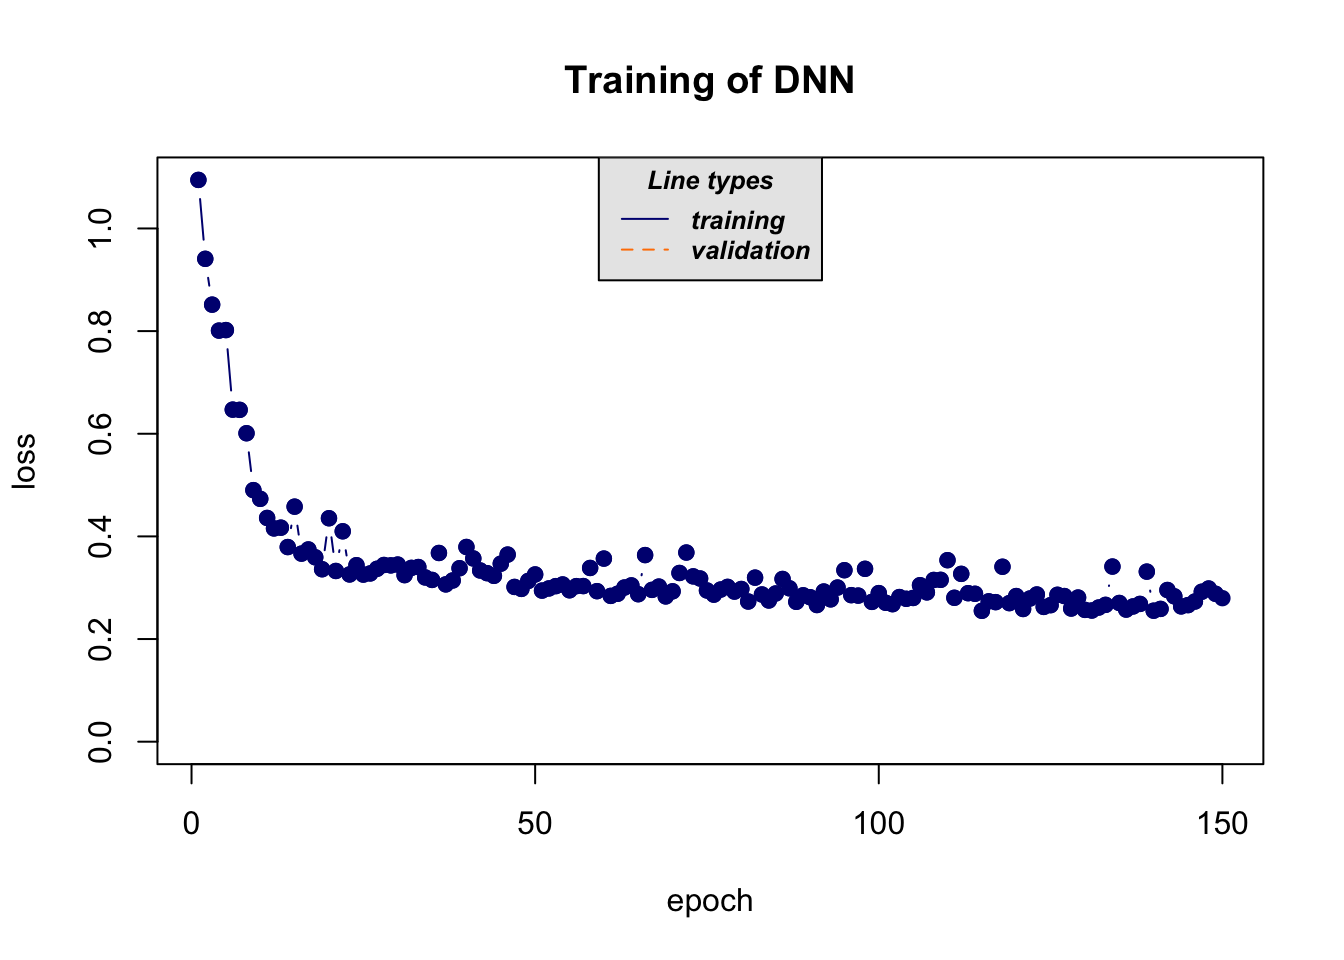 Training of DNN
Line types
training
validation
loss
1.0
0.8
0.6
0.4
0.2
0.0
0 50 100 150
epoch